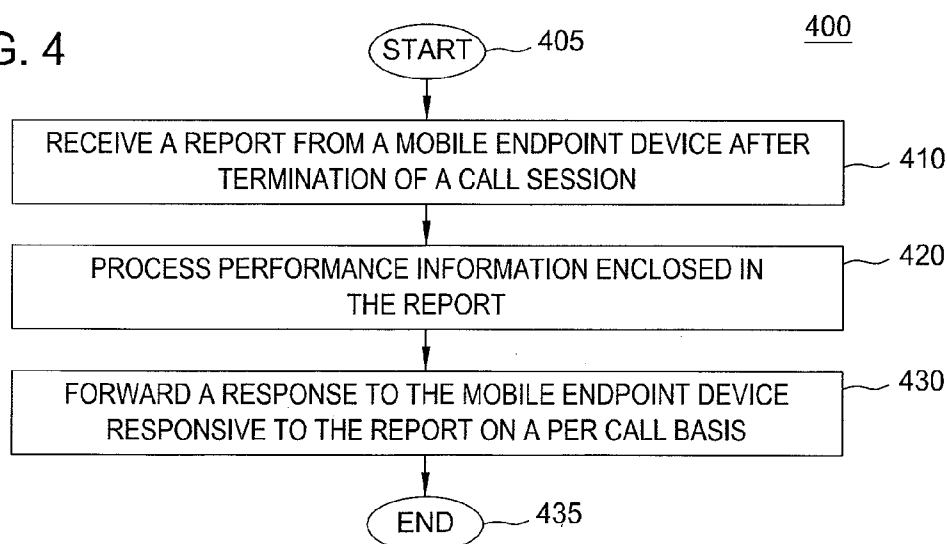 G. 4
400
START
405
RECEIVE A REPORT FROM A MOBILE ENDPOINT DEVICE AFTER
TERMINATION OF A CALL SESSION
410
PROCESS PERFORMANCE INFORMATION ENCLOSED IN
THE REPORT
420
FORWARD A RESPONSE TO THE MOBILE ENDPOINT DEVICE
RESPONSIVE TO THE REPORT ON A PER CALL BASIS
430
END
435